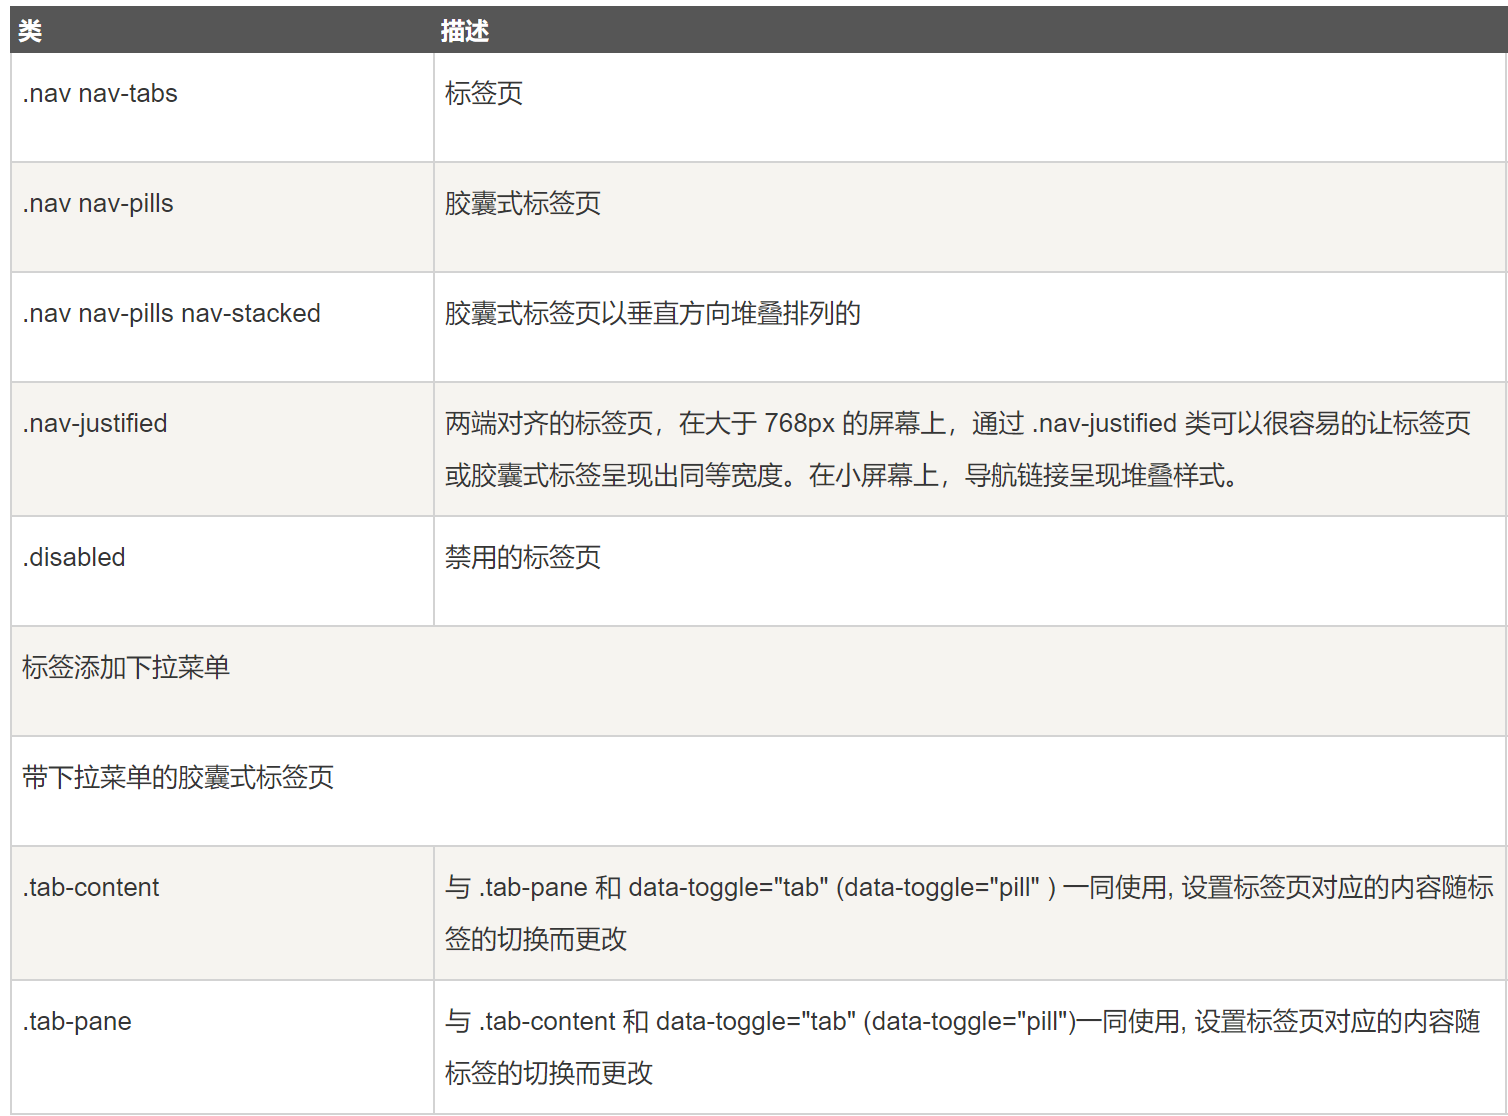 类 描述
.nav nav-tabs 标签页
.nav nav-pills 胶囊式标签页
.nav nav-pills nav-stacked 胶囊式标签页以垂直方向堆叠排列的
.nav-justified 两端对齐的标签页，在大于 768px 的屏幕上，通过 .nav-justified 类可以很容易的让标签页
或胶囊式标签呈现出同等宽度。在小屏幕上，导航链接呈现堆叠样式。
.disabled 禁用的标签页
标签添加下拉菜单
带下拉菜单的胶囊式标签页
.tab-content 与 .tab-pane 和 data-toggle="tab" (data-toggle="pill" ) 一同使用, 设置标签页对应的内容随标
签的切换而更改
.tab-pane 与 .tab-content 和 data-toggle="tab" (data-toggle="pill")一同使用, 设置标签页对应的内容随
标签的切换而更改